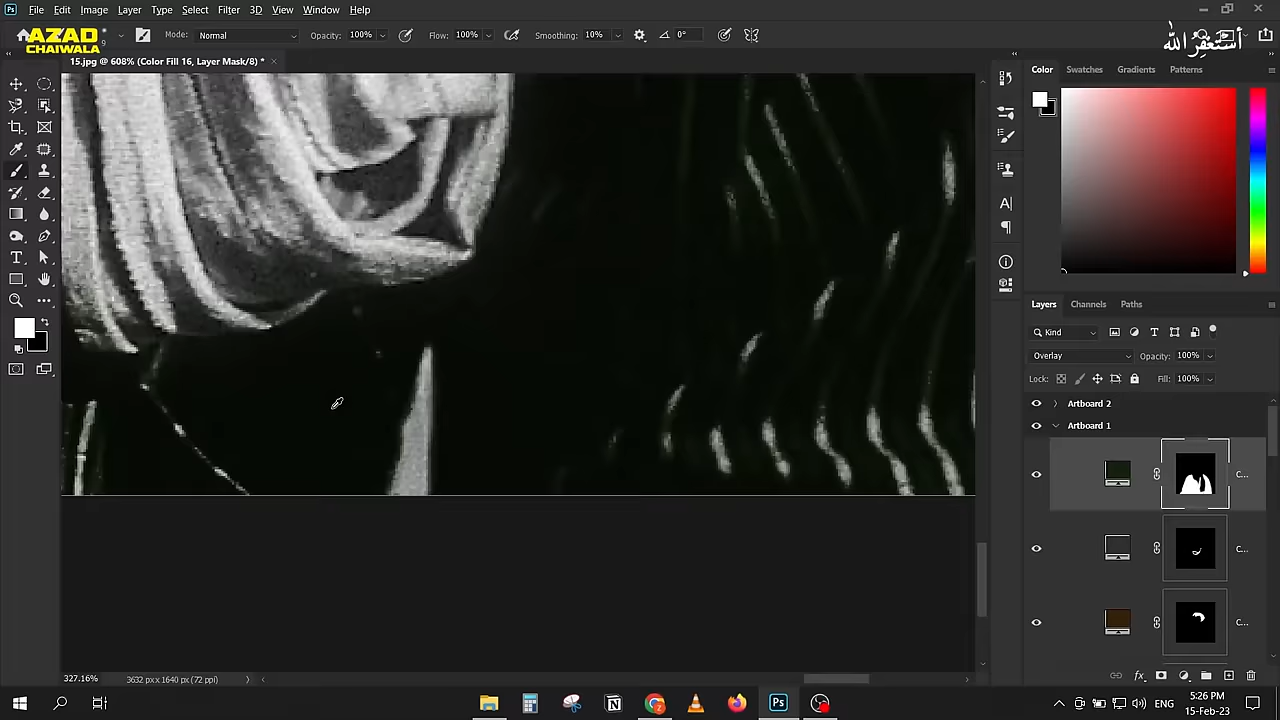 File Edit Image Layer Type Select Filter 3D View Window Help
AZAD
CHAIWALA
Mode: Normal Opacity: 100% Flow: 100% Smoothing: 10% 0°
أستغفر الله
15.jpg @ 608% (Color Fill 16, Layer Mask/8) *
Color Swatches Gradients Patterns
Layers Channels Paths
Kind
Overlay Opacity: 100%
Lock: Fill: 100%
Artboard 2
Artboard 1
C...
C...
C...
327.16% 3632 px x 1640 px (72 ppi)
ENG 5:26 PM
15-Feb-23